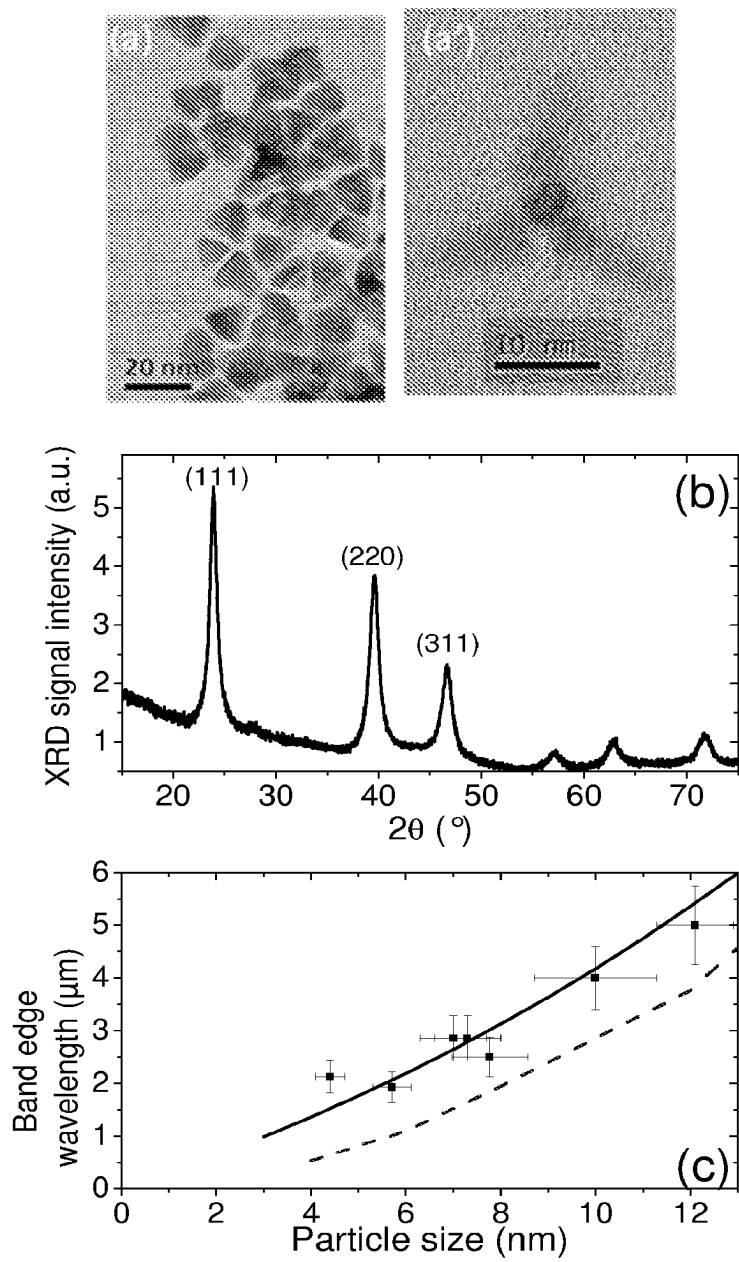 (a)
(a')
20 nm
10 nm
(b)
XRD signal intensity (a.u.)
(111)
(220)
(311)
5
4
3
2
1
20 30 40 50 60 70
2θ (°)
Band edge
wavelength (µm)
6
5
4
3
2
1
0
(c)
0 2 4 6 8 10 12
Particle size (nm)